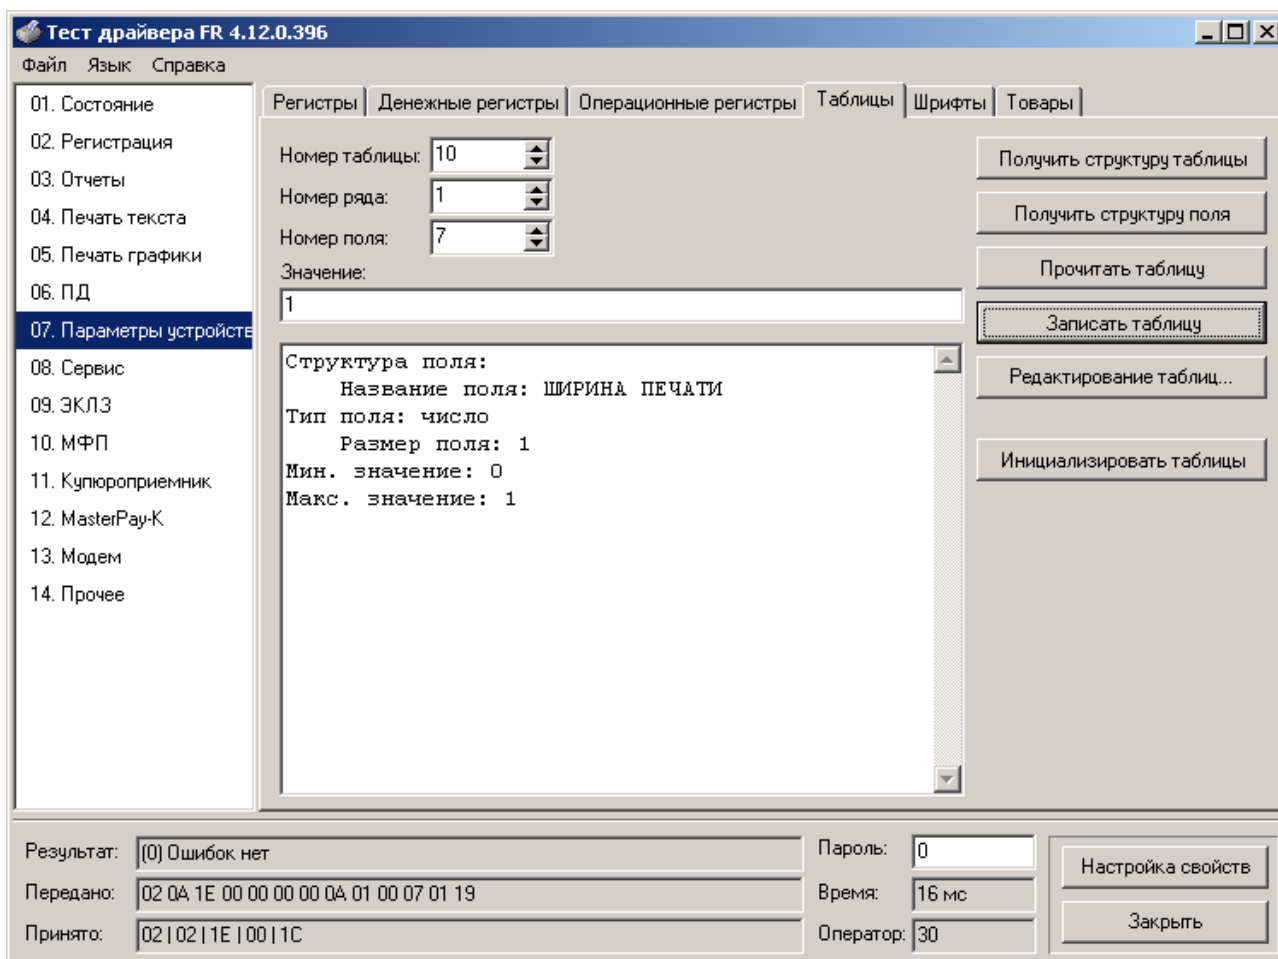 Тест драйвера FR 4.12.0.396
Файл Язык Справка
01. Состояние
02. Регистрация
03. Отчеты
04. Печать текста
05. Печать графики
06. ПД
07. Параметры устройств
08. Сервис
09. ЭКЛЗ
10. МФП
11. Купюроприемник
12. MasterPay-K
13. Модем
14. Прочее
Регистры Денежные регистры Операционные регистры Таблицы Шрифты Товары
Номер таблицы: 10
Номер ряда: 1
Номер поля: 7
Значение:
1
Структура поля:
Название поля: ШИРИНА ПЕЧАТИ
Тип поля: число
Размер поля: 1
Мин. значение: 0
Макс. значение: 1
Получить структуру таблицы
Получить структуру поля
Прочитать таблицу
Записать таблицу
Редактирование таблиц...
Инициализировать таблицы
Результат: (0) Ошибок нет
Передано: 02 0A 1E 00 00 00 00 0A 01 00 07 01 19
Принято: 02 | 02 | 1E | 00 | 1C
Пароль: 0
Время: 16 мс
Оператор: 30
Настройка свойств
Закрыть